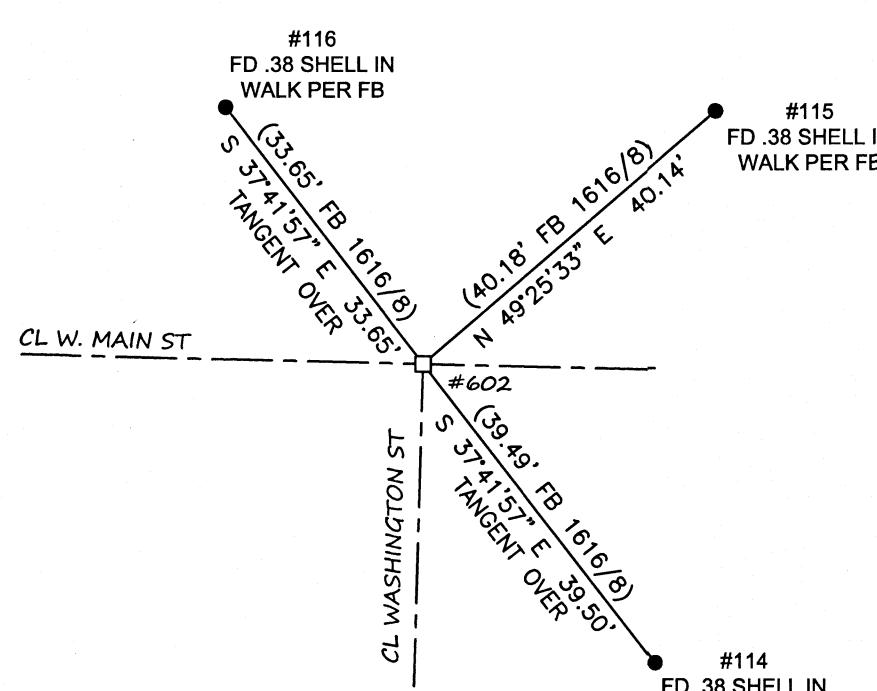 #116
FD .38 SHELL IN
WALK PER FB
#115
FD .38 SHELL
WALK PER FB
(33.65' FB 1616/8)
S 37°41'57" E 33.65'
TANGENT OVER
(40.18' FB 1616/8)
N 49°25'33" E 40.14'
CL W. MAIN ST
#602
CL WASHINGTON ST
(39.49' FB 1616/8)
S 37°41'57" E 39.50'
TANGENT OVER
#114
FD .38 SHELL IN